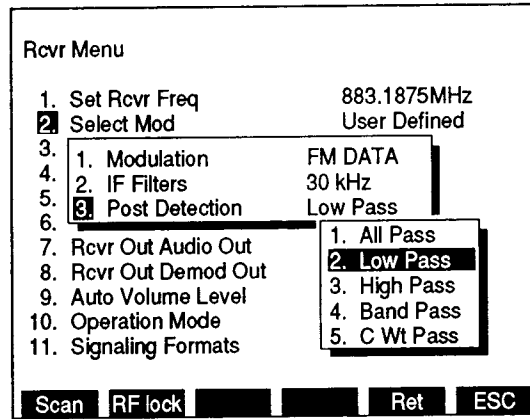 Rcvr Menu
1. Set Rcvr Freq 883.1875MHz
2. Select Mod User Defined
3.
1. Modulation FM DATA
4.
2. IF Filters 30 kHz
5.
3. Post Detection Low Pass
6.
1. All Pass
7. Rcvr Out Audio Out
2. Low Pass
8. Rcvr Out Demod Out
3. High Pass
9. Auto Volume Level
4. Band Pass
10. Operation Mode
5. C Wt Pass
11. Signaling Formats
Scan RF lock Ret ESC